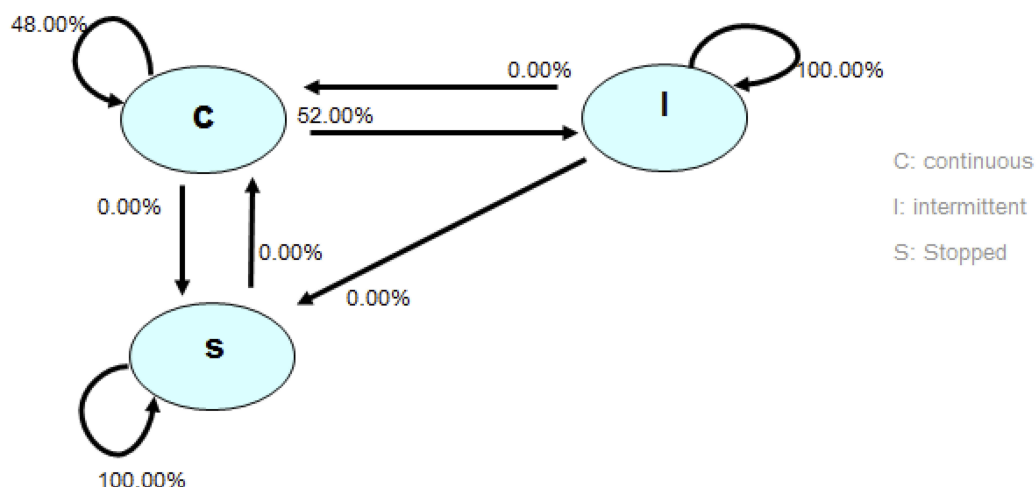 48.00%
C
0.00%
I
100.00%
52.00%
C: continuous
I: intermittent
S: Stopped
0.00%
0.00%
0.00%
s
100.00%